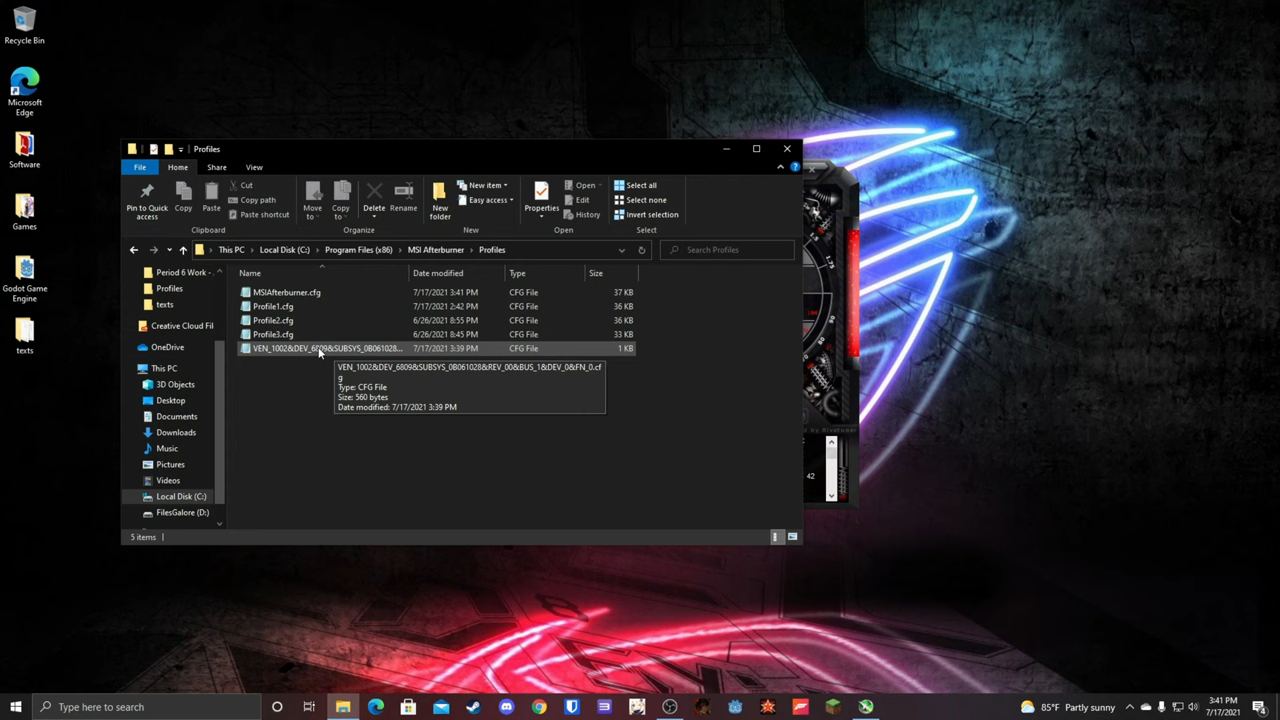 Recycle Bin
Microsoft
Edge
Software
Games
Godot Game
Engine
texts
Profiles
File
Home
Share
View
Pin to Quick
access
Copy
Paste
Cut
Copy path
Paste shortcut
Clipboard
Move
to
Copy
to
Delete
Rename
Organize
New
folder
New item
Easy access
New
Properties
Open
Edit
History
Open
Select all
Select none
Invert selection
Select
This PC > Local Disk (C:) > Program Files (x86) > MSI Afterburner > Profiles
Search Profiles
Name
Date modified
Type
Size
Period 6 Work -
Profiles
texts
Creative Cloud Fil
OneDrive
This PC
3D Objects
Desktop
Documents
Downloads
Music
Pictures
Videos
Local Disk (C:)
FilesGalore (D:)
MSIAfterburner.cfg 7/17/2021 3:41 PM CFG File 37 KB
Profile1.cfg 7/17/2021 2:42 PM CFG File 36 KB
Profile2.cfg 6/26/2021 8:55 PM CFG File 36 KB
Profile3.cfg 6/26/2021 8:45 PM CFG File 33 KB
VEN_1002&DEV_6809&SUBSYS_0B061028... 7/17/2021 3:39 PM CFG File 1 KB
VEN_1002&DEV_6809&SUBSYS_0B061028&REV_00&BUS_1&DEV_0&FN_0.cf
g
Type: CFG File
Size: 560 bytes
Date modified: 7/17/2021 3:39 PM
5 items
1.75
80
90
42
Type here to search
85°F Partly sunny
3:41 PM
7/17/2021
4